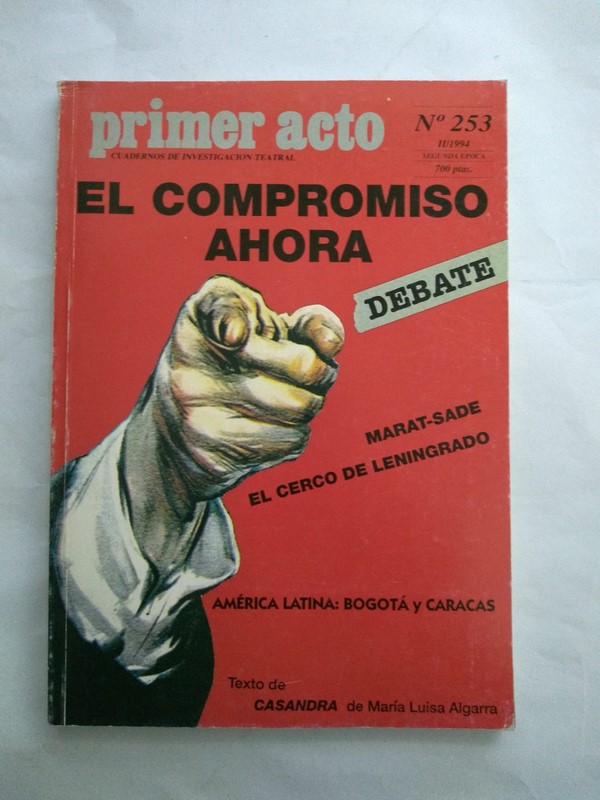 primer acto
CUADERNOS DE INVESTIGACION TEATRAL
Nº 253
II/1994
SEGUNDA EPOCA
700 ptas.
EL COMPROMISO
AHORA
DEBATE
MARAT-SADE
EL CERCO DE LENINGRADO
AMÉRICA LATINA: BOGOTÁ y CARACAS
Texto de
CASANDRA de María Luisa Algarra